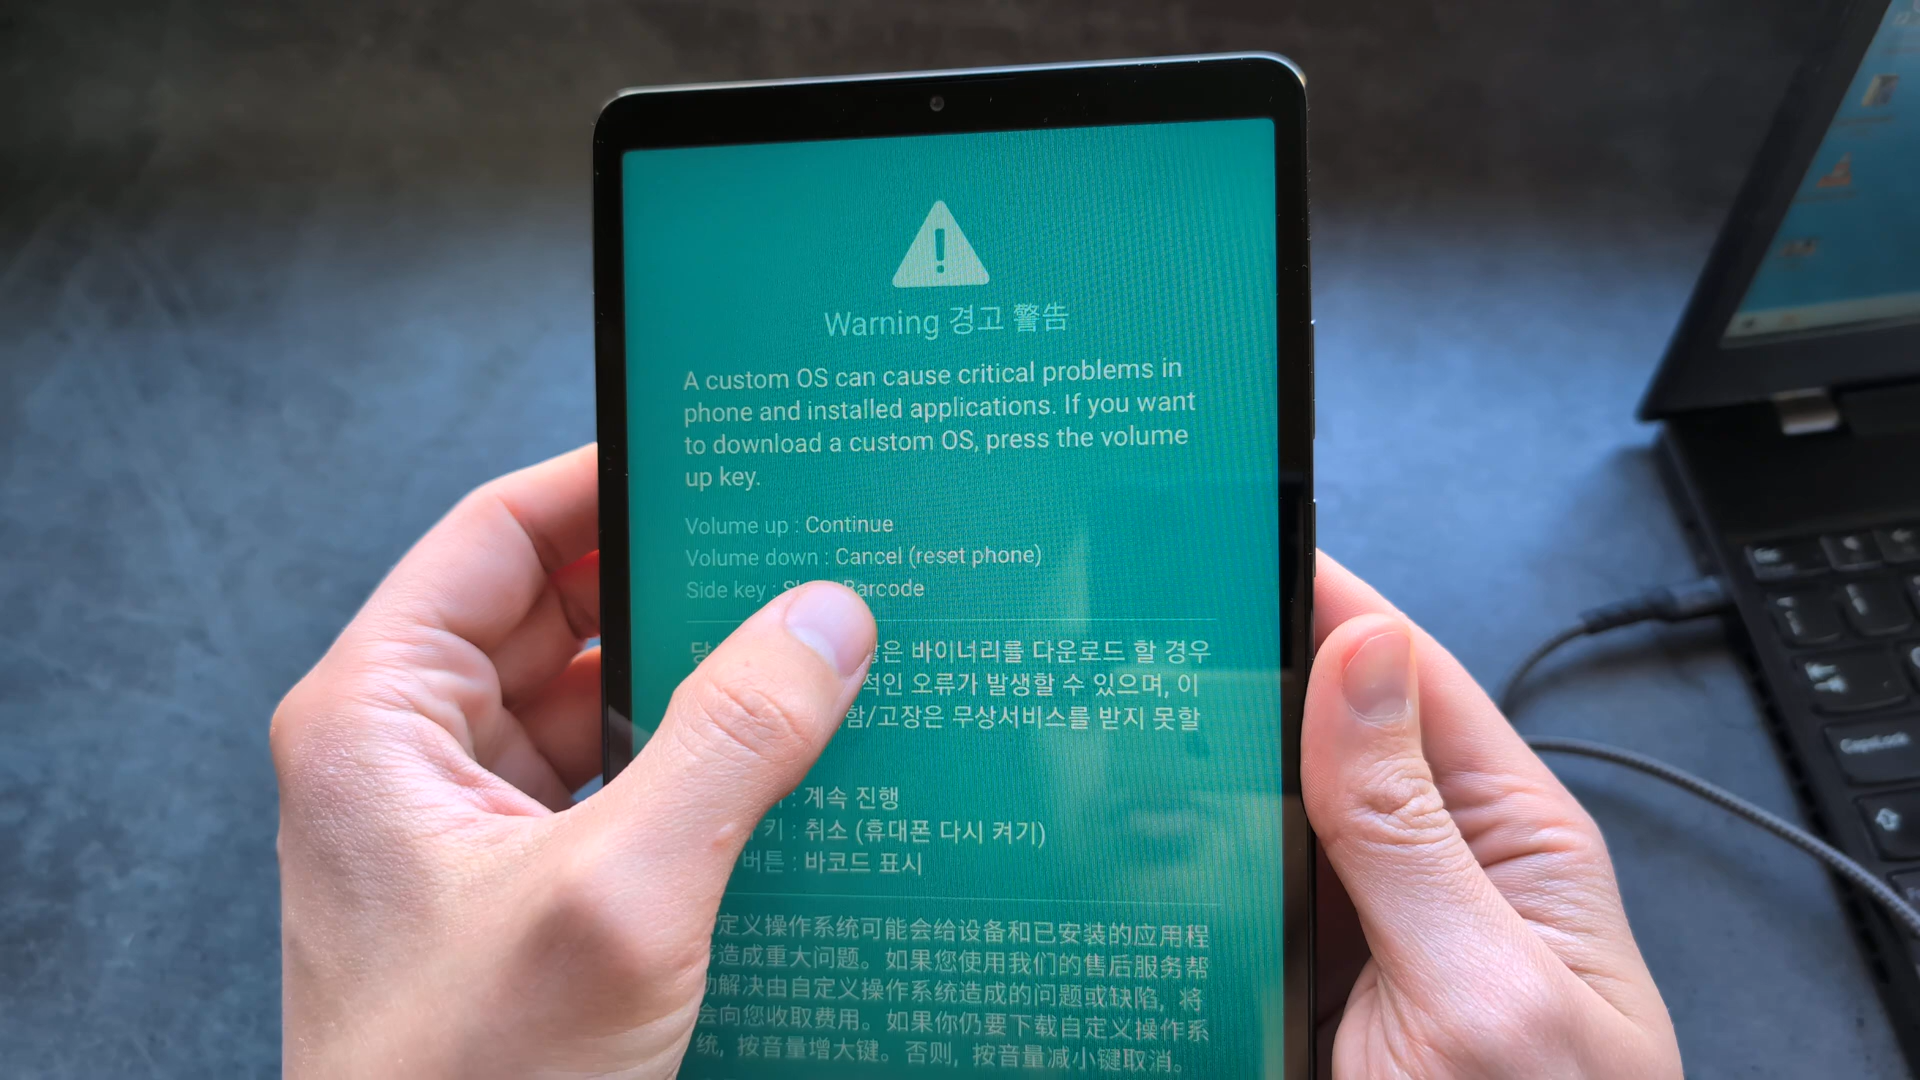 Warning 경고 警告
A custom OS can cause critical problems in
phone and installed applications. If you want
to download a custom OS, press the volume
up key.
Volume up : Continue
Volume down : Cancel (reset phone)
Side key : Barcode
바이너리를 다운로드 할 경우
오류가 발생할 수 있으며, 이
/고장은 무상서비스를 받지 못할
: 계속 진행
키 : 취소 (휴대폰 다시 켜기)
버튼 : 바코드 표시
定义操作系统可能会给设备和已安装的应用程
造成重大问题。如果您使用我们的售后服务帮
解决由自定义操作系统造成的问题或缺陷, 将
会向您收取费用。如果你仍要下载自定义操作系
统, 按音量增大键。否则, 按音量减小键取消。
CapsLock